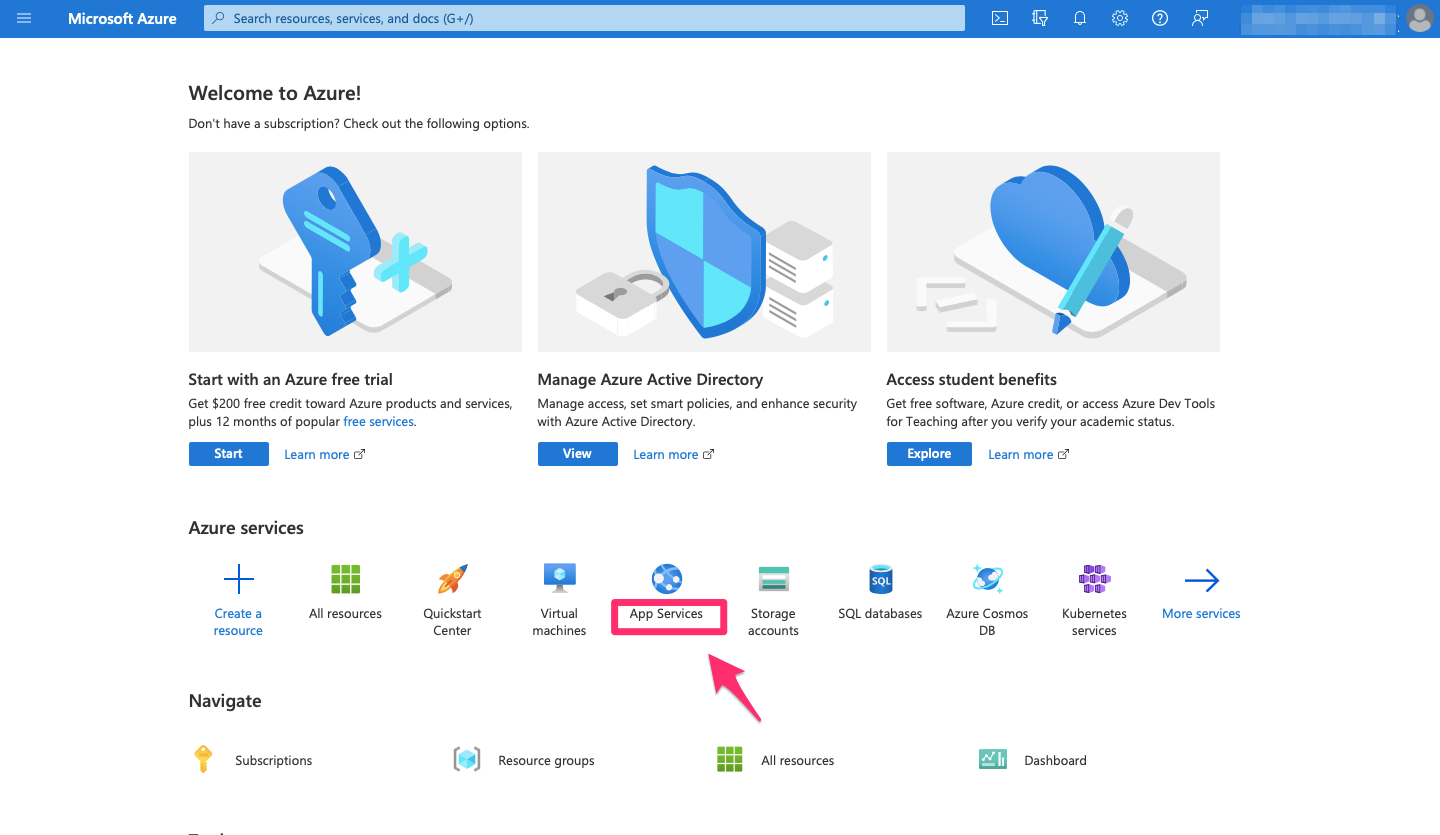 Microsoft Azure
Search resources, services, and docs (G+/)
Welcome to Azure!
Don't have a subscription? Check out the following options.
Start with an Azure free trial
Get $200 free credit toward Azure products and services,
plus 12 months of popular free services.
Start
Learn more
Manage Azure Active Directory
Manage access, set smart policies, and enhance security
with Azure Active Directory.
View
Learn more
Access student benefits
Get free software, Azure credit, or access Azure Dev Tools
for Teaching after you verify your academic status.
Explore
Learn more
Azure services
Create a
resource
All resources
Quickstart
Center
Virtual
machines
App Services
Storage
accounts
SQL
SQL databases
Azure Cosmos
DB
Kubernetes
services
More services
Navigate
Subscriptions
Resource groups
All resources
Dashboard